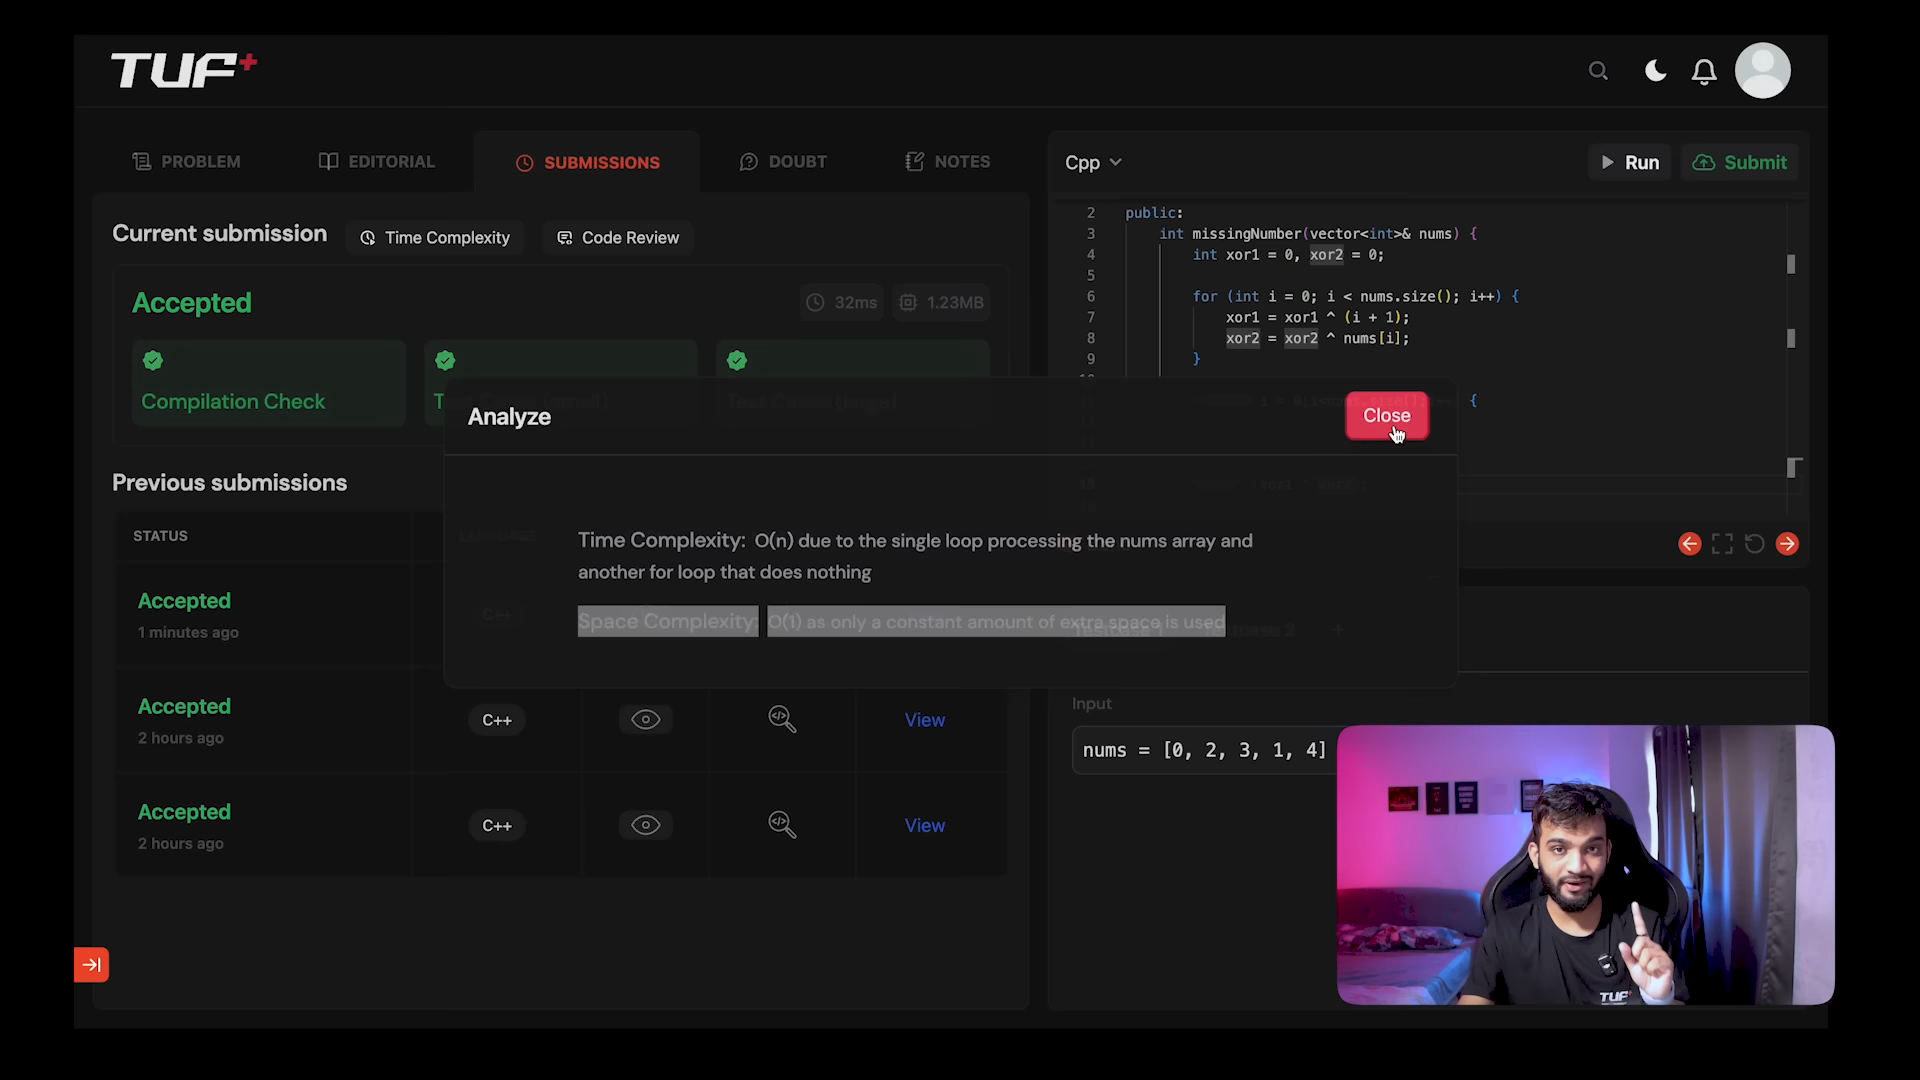 TUF+
PROBLEM
EDITORIAL
SUBMISSIONS
DOUBT
NOTES
Current submission
Time Complexity
Code Review
Accepted
32ms
1.23MB
Compilation Check
Previous submissions
STATUS
Accepted
1 minutes ago
Accepted
2 hours ago
C++
View
Accepted
2 hours ago
C++
View
Analyze
Close
Time Complexity: O(n) due to the single loop processing the nums array and
another for loop that does nothing
Space Complexity: O(1) as only a constant amount of extra space is used
Cpp
Run
Submit
2 public:
3 int missingNumber(vector<int>& nums) {
4 int xor1 = 0, xor2 = 0;
5
6 for (int i = 0; i < nums.size(); i++) {
7 xor1 = xor1 ^ (i + 1);
8 xor2 = xor2 ^ nums[i];
9 }
{
Input
nums = [0, 2, 3, 1, 4]
TUF+